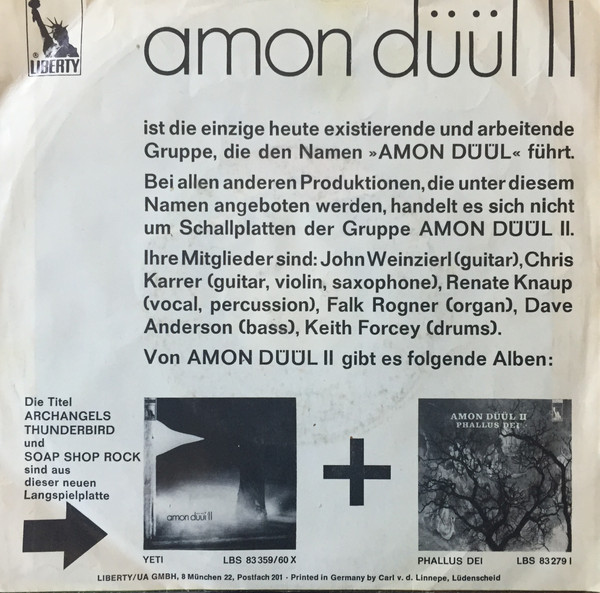 LIBERTY
amon düül II
ist die einzige heute existierende und arbeitende
Gruppe, die den Namen »AMON DÜÜL« führt.
Bei allen anderen Produktionen, die unter diesem
Namen angeboten werden, handelt es sich nicht
um Schallplatten der Gruppe AMON DÜÜL II.
Ihre Mitglieder sind: John Weinzierl (guitar), Chris
Karrer (guitar, violin, saxophone), Renate Knaup
(vocal, percussion), Falk Rogner (organ), Dave
Anderson (bass), Keith Forcey (drums).
Von AMON DÜÜL II gibt es folgende Alben:
Die Titel
ARCHANGELS
THUNDERBIRD
und
SOAP SHOP ROCK
sind aus
dieser neuen
Langspielplatte
amon düül II
YETI LBS 83359/60 X
+
AMON DÜÜL II
PHALLUS DEI
PHALLUS DEI LBS 83279 I
LIBERTY/UA GMBH, 8 München 22, Postfach 201 · Printed in Germany by Carl v. d. Linnepe, Lüdenscheid